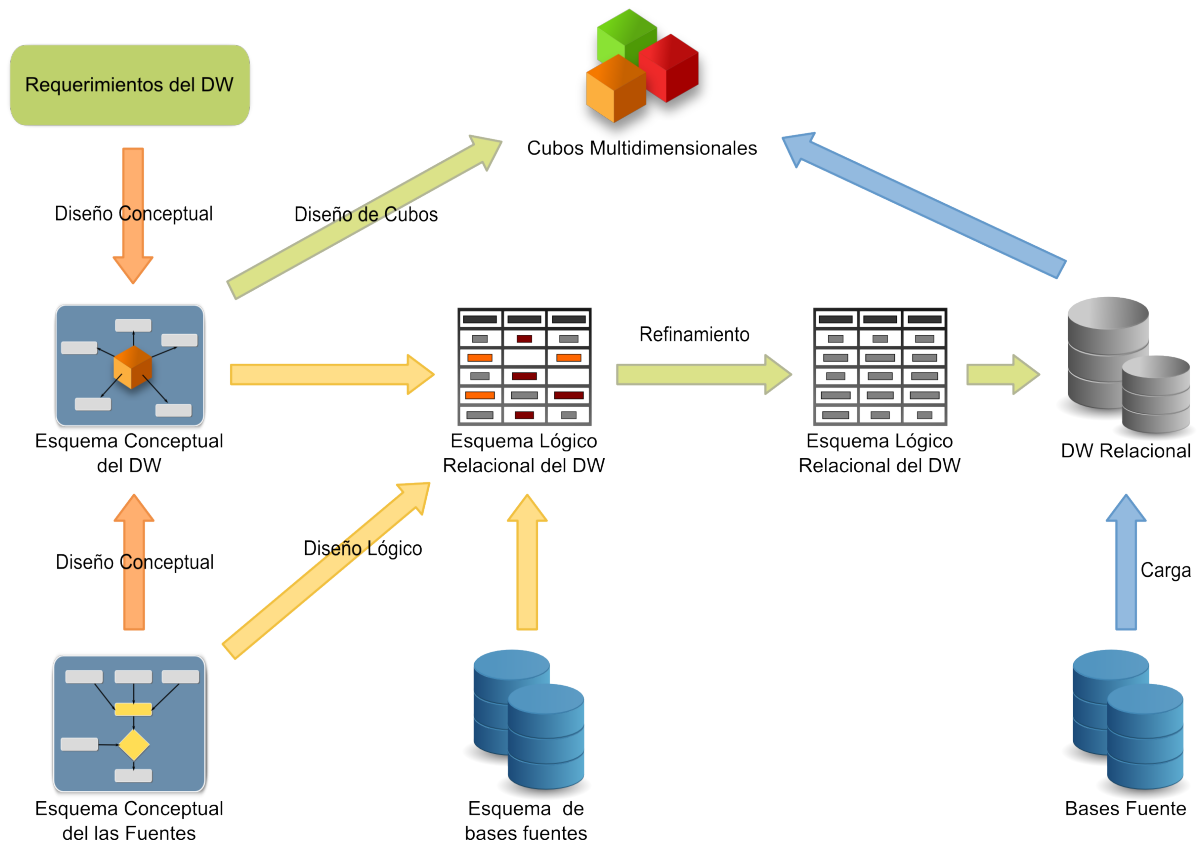 Requerimientos del DW
Cubos Multidimensionales
Diseño Conceptual
Diseño de Cubos
Refinamiento
Esquema Conceptual
del DW
Esquema Lógico
Relacional del DW
Esquema Lógico
Relacional del DW
DW Relacional
Diseño Conceptual
Diseño Lógico
Carga
Esquema Conceptual
del las Fuentes
Esquema de
bases fuentes
Bases Fuente